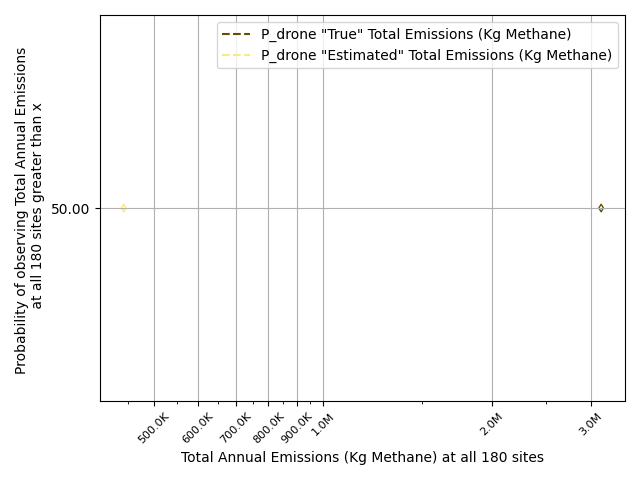 P_drone "True" Total Emissions (Kg Methane)
P_drone "Estimated" Total Emissions (Kg Methane)
Probability of observing Total Annual Emissions
at all 180 sites greater than x
50.00
500.0K
600.0K
700.0K
800.0K
900.0K
1.0M
2.0M
3.0M
Total Annual Emissions (Kg Methane) at all 180 sites